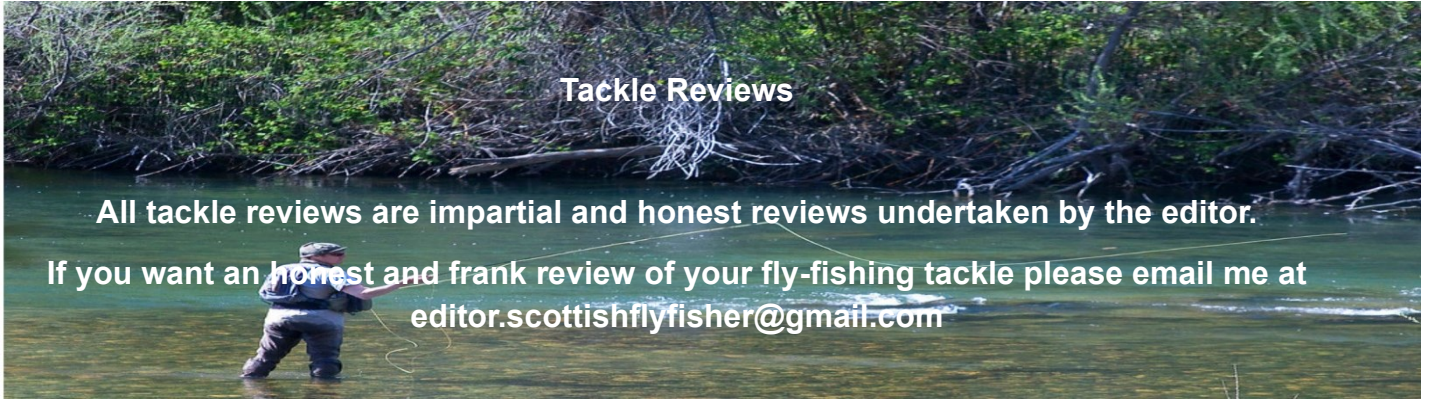 Tackle Reviews
All tackle reviews are impartial and honest reviews undertaken by the editor.
If you want an honest and frank review of your fly-fishing tackle please email me at
editor.scottishflyfisher@gmail.com